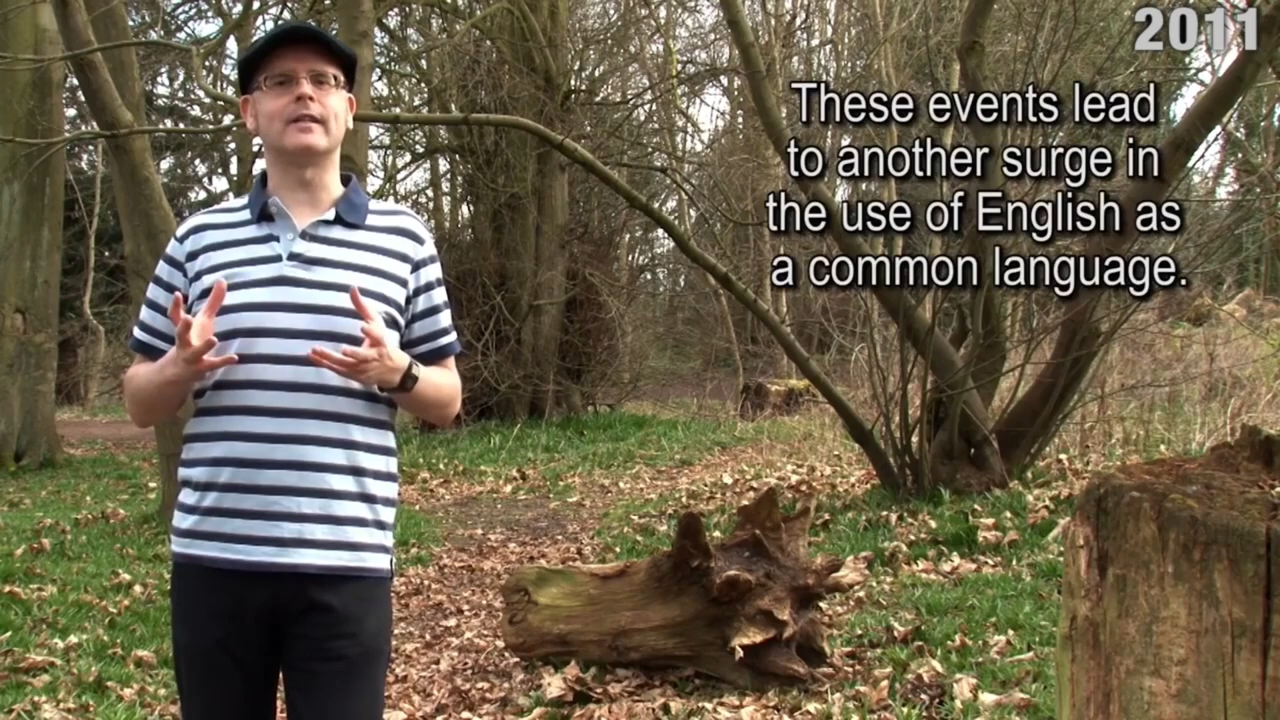 2011
These events lead
to another surge in
the use of English as
a common language.